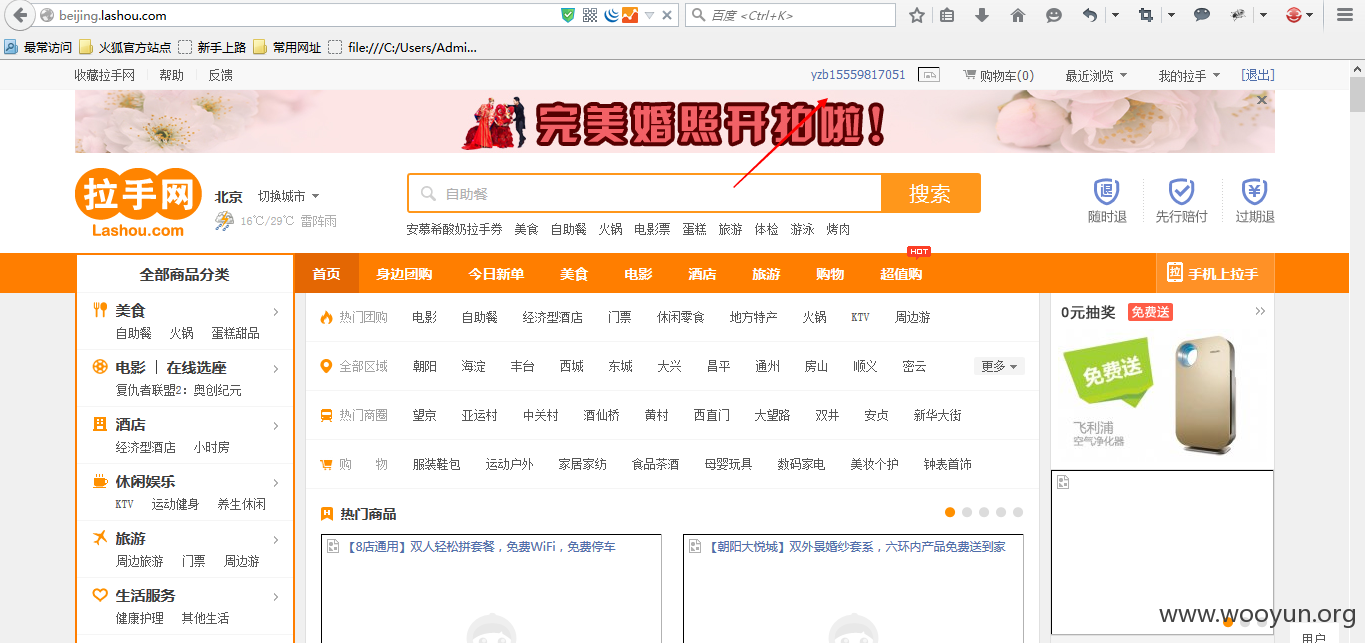 beijing.lashou.com
百度 <Ctrl+K>
最常访问 火狐官方站点 新手上路 常用网址 file:///C:/Users/Admi...
收藏拉手网 帮助 反馈 yzb15559817051 购物车(0) 最近浏览 我的拉手 [退出]
完美婚照开拍啦!
拉手网
Lashou.com
北京 切换城市
16℃/29℃ 雷阵雨
自助餐 搜索
安慕希酸奶拉手券 美食 自助餐 火锅 电影票 蛋糕 旅游 体检 游泳 烤肉
退 ¥
随时退 先行赔付 过期退
HOT
全部商品分类 首页 身边团购 今日新单 美食 电影 酒店 旅游 购物 超值购 拉 手机上拉手
美食
自助餐 火锅 蛋糕甜品
电影 | 在线选座
复仇者联盟2：奥创纪元
酒店
经济型酒店 小时房
休闲娱乐
KTV 运动健身 养生休闲
旅游
周边旅游 门票 周边游
生活服务
健康护理 其他生活
热门团购 电影 自助餐 经济型酒店 门票 休闲零食 地方特产 火锅 KTV 周边游
全部区域 朝阳 海淀 丰台 西城 东城 大兴 昌平 通州 房山 顺义 密云 更多
热门商圈 望京 亚运村 中关村 酒仙桥 黄村 西直门 大望路 双井 安贞 新华大街
购 物 服装鞋包 运动户外 家居家纺 食品茶酒 母婴玩具 数码家电 美妆个护 钟表首饰
热门商品
【8店通用】双人轻松拼套餐，免费WiFi，免费停车
【朝阳大悦城】双外景婚纱套系，六环内产品免费送到家
0元抽奖 免费送
免费送
飞利浦
空气净化器
www.wooyun.org
用户